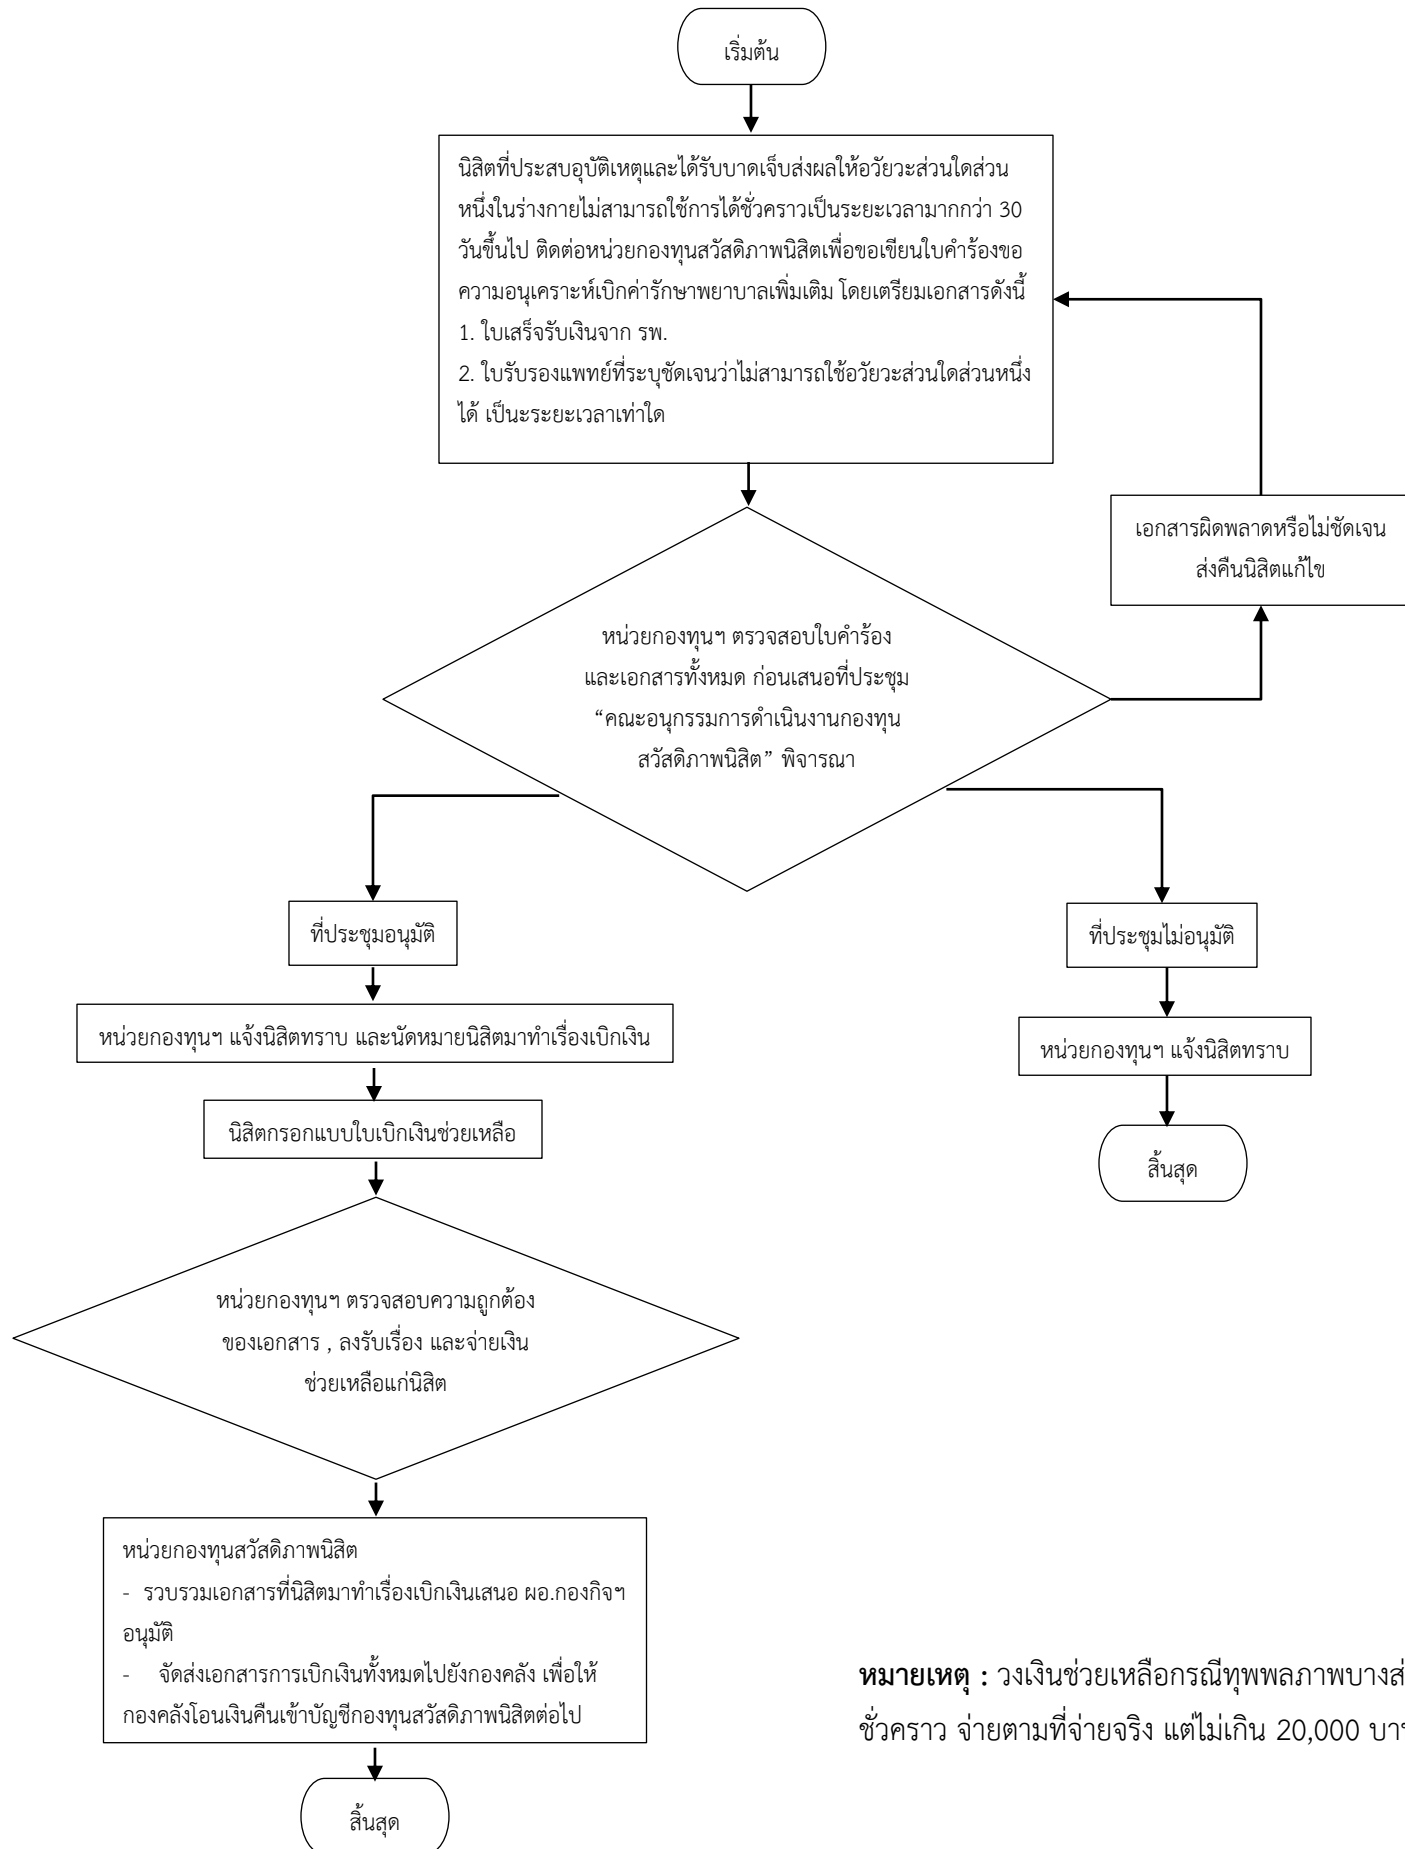 เริ่มต้น
นิสิตที่ประสบอุบัติเหตุและได้รับบาดเจ็บส่งผลให้อวัยวะส่วนใดส่วน
หนึ่งในร่างกายไม่สามารถใช้การได้ชั่วคราวเป็นระยะเวลามากกว่า 30
วันขึ้นไป ติดต่อหน่วยกองทุนสวัสดิภาพนิสิตเพื่อขอเขียนใบคำร้องขอ
ความอนุเคราะห์เบิกค่ารักษาพยาบาลเพิ่มเติม โดยเตรียมเอกสารดังนี้
1. ใบเสร็จรับเงินจาก รพ.
2. ใบรับรองแพทย์ที่ระบุชัดเจนว่าไม่สามารถใช้อวัยวะส่วนใดส่วนหนึ่ง
ได้ เป็นะระยะเวลาเท่าใด
เอกสารผิดพลาดหรือไม่ชัดเจน
ส่งคืนนิสิตแก้ไข
หน่วยกองทุนฯ ตรวจสอบใบคำร้อง
และเอกสารทั้งหมด ก่อนเสนอที่ประชุม
“คณะอนุกรรมการดำเนินงานกองทุน
สวัสดิภาพนิสิต” พิจารณา
ที่ประชุมอนุมัติ
ที่ประชุมไม่อนุมัติ
หน่วยกองทุนฯ แจ้งนิสิตทราบ และนัดหมายนิสิตมาทำเรื่องเบิกเงิน
หน่วยกองทุนฯ แจ้งนิสิตทราบ
นิสิตกรอกแบบใบเบิกเงินช่วยเหลือ
สิ้นสุด
หน่วยกองทุนฯ ตรวจสอบความถูกต้อง
ของเอกสาร , ลงรับเรื่อง และจ่ายเงิน
ช่วยเหลือแก่นิสิต
หน่วยกองทุนสวัสดิภาพนิสิต
- รวบรวมเอกสารที่นิสิตมาทำเรื่องเบิกเงินเสนอ ผอ.กองกิจฯ
อนุมัติ
- จัดส่งเอกสารการเบิกเงินทั้งหมดไปยังกองคลัง เพื่อให้
กองคลังโอนเงินคืนเข้าบัญชีกองทุนสวัสดิภาพนิสิตต่อไป
หมายเหตุ : วงเงินช่วยเหลือกรณีทุพพลภาพบางส่
ชั่วคราว จ่ายตามที่จ่ายจริง แต่ไม่เกิน 20,000 บา
สิ้นสุด